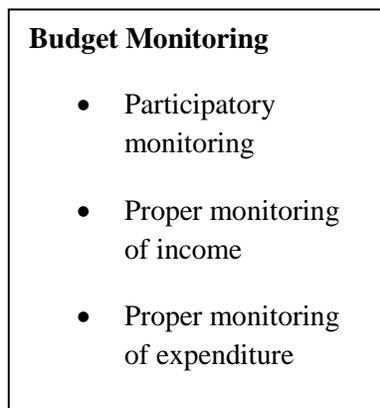 Budget Monitoring
• Participatory
monitoring
• Proper monitoring
of income
• Proper monitoring
of expenditure